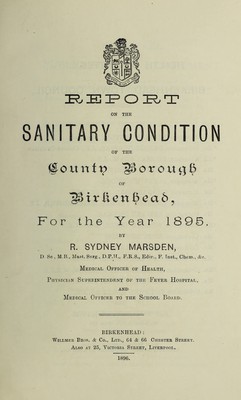 REPORT
ON THE
SANITARY CONDITION
OF THE
County Borough
OF
Birkenhead,
For the Year 1895.
BY
R. SYDNEY MARSDEN,
D. Sc., M.B., Mast. Surg., D.P.H., F.R.S., Edin., F. Inst., Chem., &c.
MEDICAL OFFICER OF HEALTH,
PHYSICIAN SUPERINTENDENT OF THE FEVER HOSPITAL,
AND
MEDICAL OFFICER TO THE SCHOOL BOARD.
BIRKENHEAD:
WILLMER BROS. & CO., LTD., 64 & 66 CHESTER STREET.
ALSO AT 25, VICTORIA STREET, LIVERPOOL.
1896.